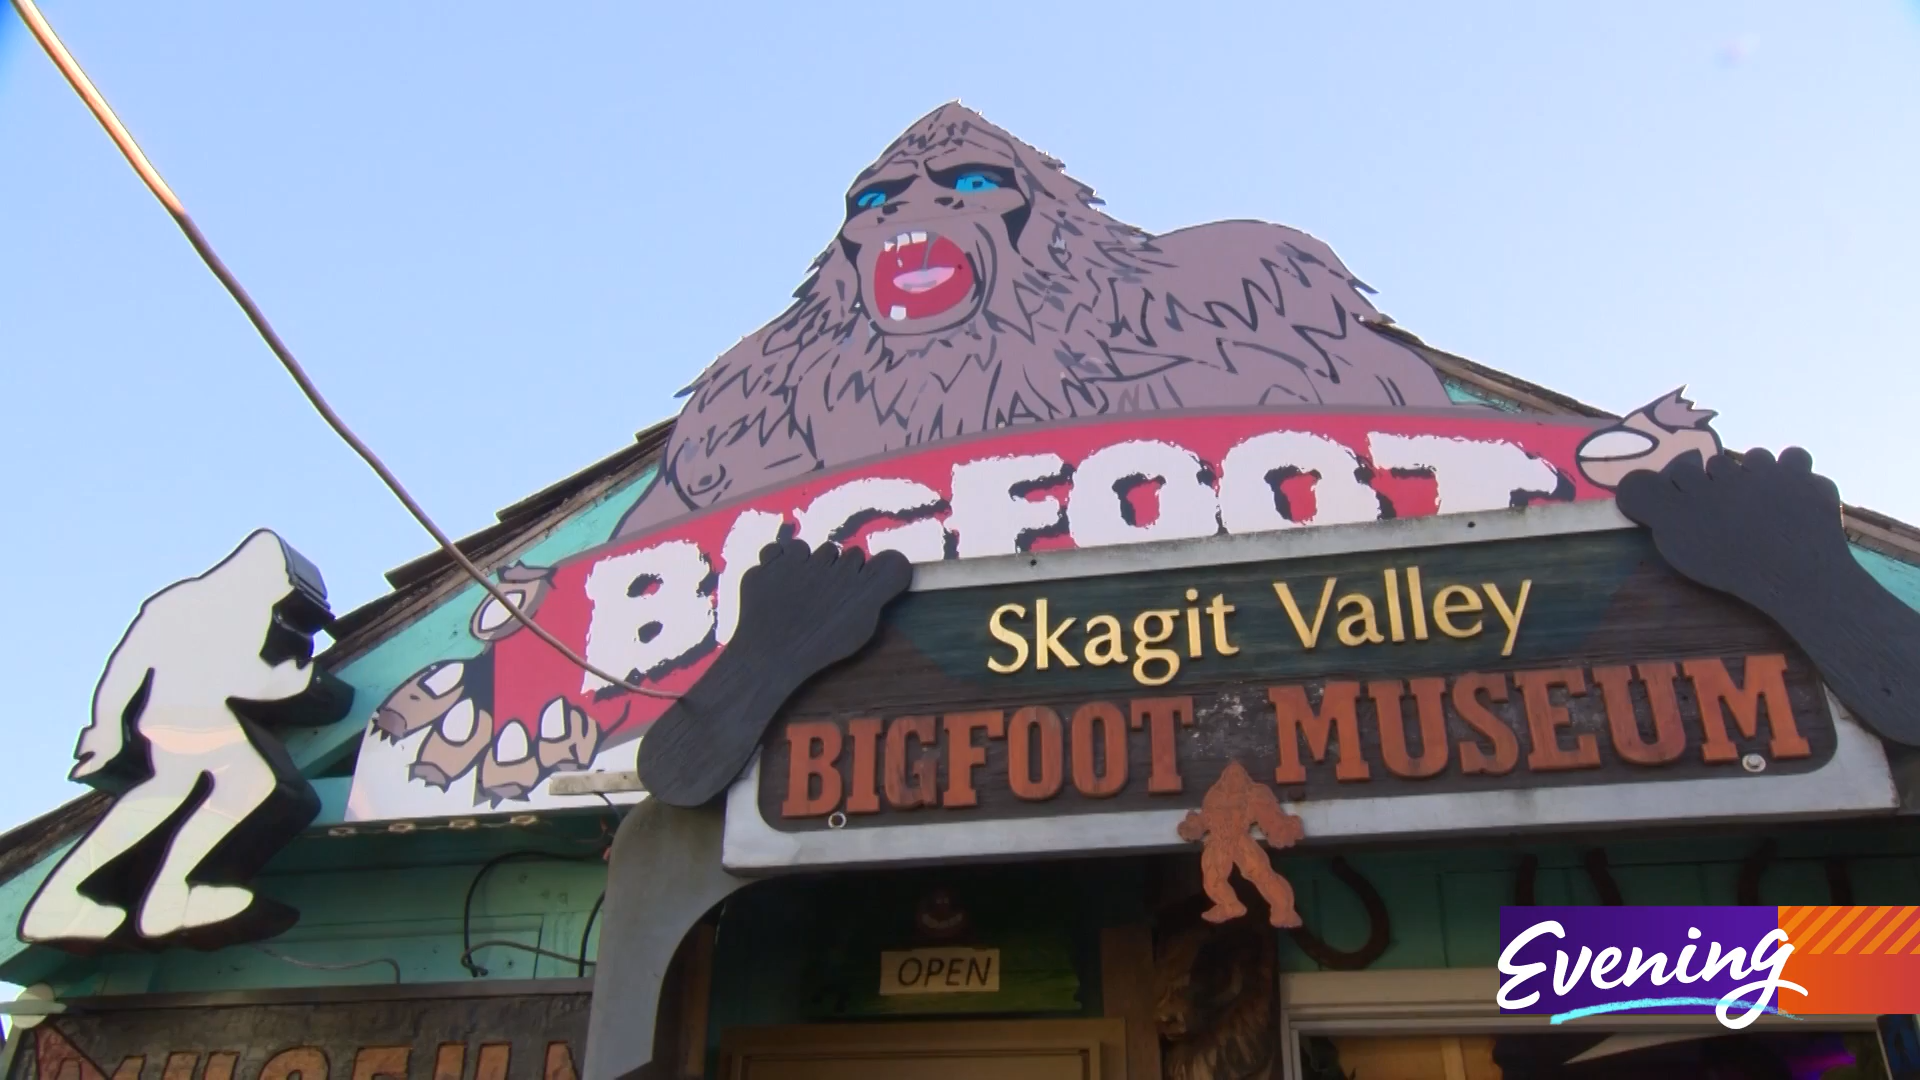 BIGFOOT
Skagit Valley
BIGFOOT MUSEUM
OPEN
Evening